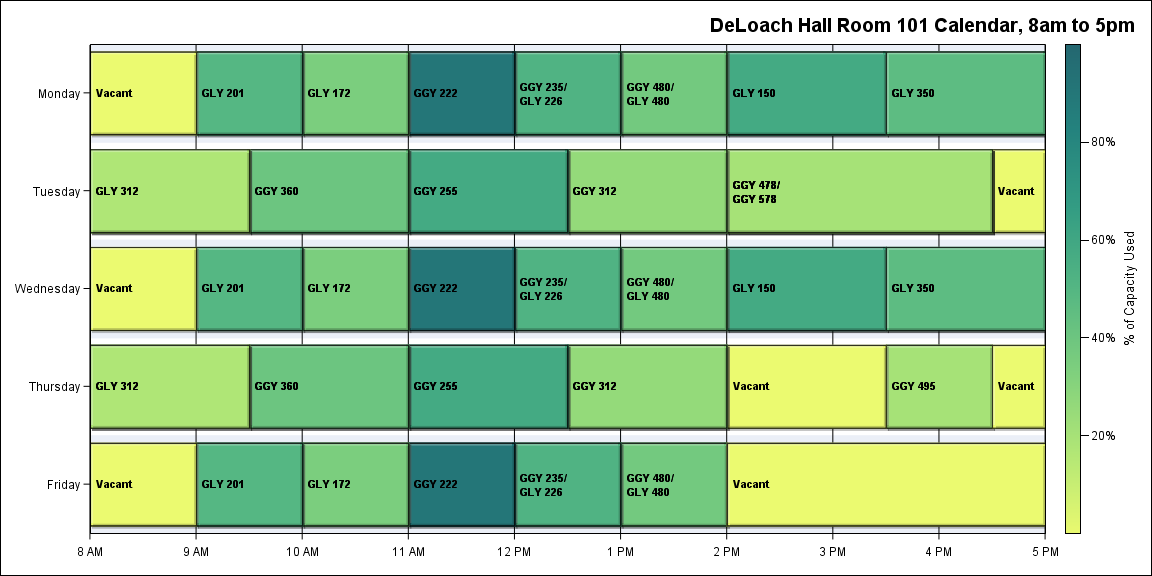 DeLoach Hall Room 101 Calendar, 8am to 5pm
Monday
Vacant
GLY 201
GLY 172
GGY 222
GGY 235/
GLY 226
GGY 480/
GLY 480
GLY 150
GLY 350
Tuesday
GLY 312
GGY 360
GGY 255
GGY 312
GGY 478/
GGY 578
Vacant
Wednesday
Vacant
GLY 201
GLY 172
GGY 222
GGY 235/
GLY 226
GGY 480/
GLY 480
GLY 150
GLY 350
Thursday
GLY 312
GGY 360
GGY 255
GGY 312
Vacant
GGY 495
Vacant
Friday
Vacant
GLY 201
GLY 172
GGY 222
GGY 235/
GLY 226
GGY 480/
GLY 480
Vacant
8 AM
9 AM
10 AM
11 AM
12 PM
1 PM
2 PM
3 PM
4 PM
5 PM
80%
60%
40%
20%
% of Capacity Used